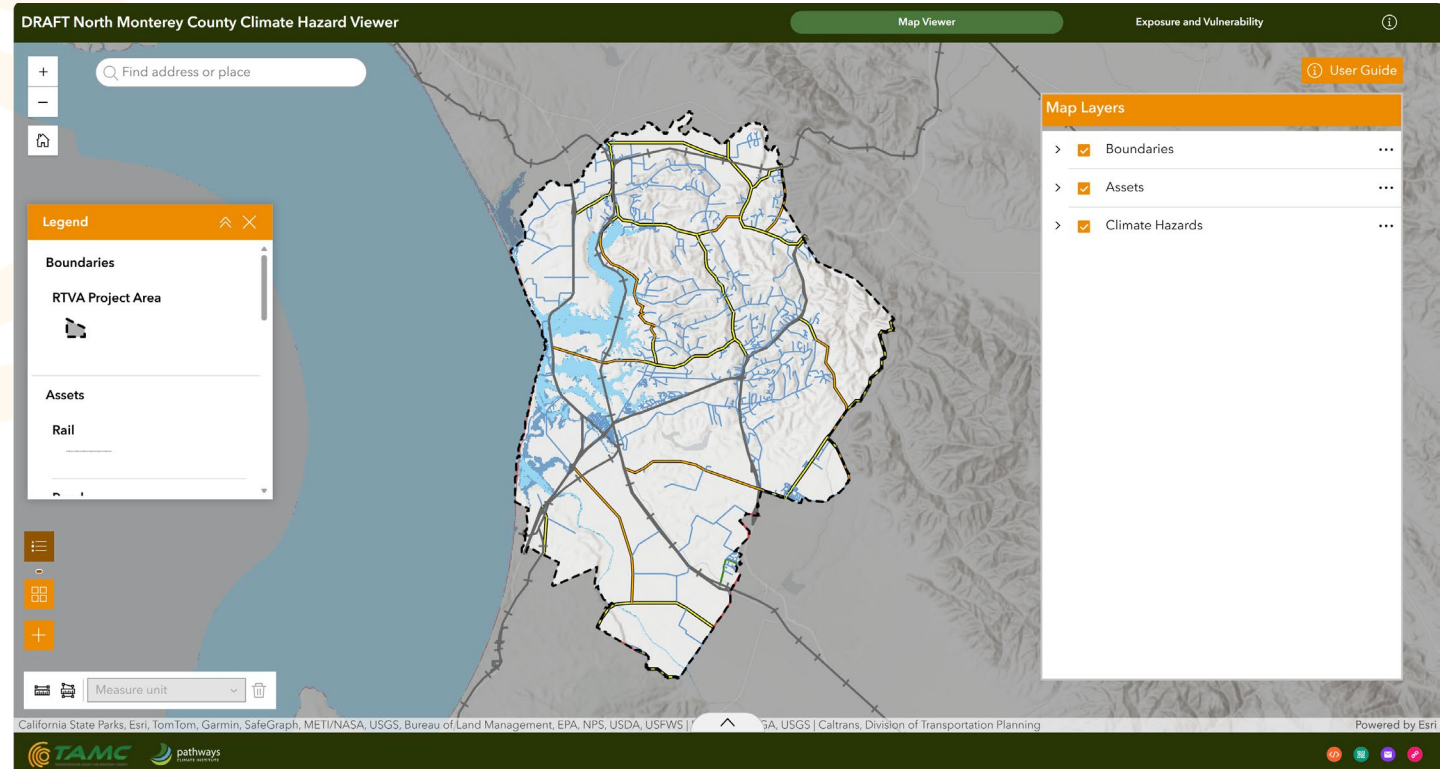 DRAFT North Monterey County Climate Hazard Viewer
Map Viewer
Exposure and Vulnerability
Find address or place
User Guide
Map Layers
Boundaries
Assets
Climate Hazards
Legend
Boundaries
RTVA Project Area
Assets
Rail
Measure unit
California State Parks, Esri, TomTom, Garmin, SafeGraph, METI/NASA, USGS, Bureau of Land Management, EPA, NPS, USDA, USFWS | GA, USGS | Caltrans, Division of Transportation Planning
Powered by Esri
TAMC
pathways
CLIMATE INSTITUTE